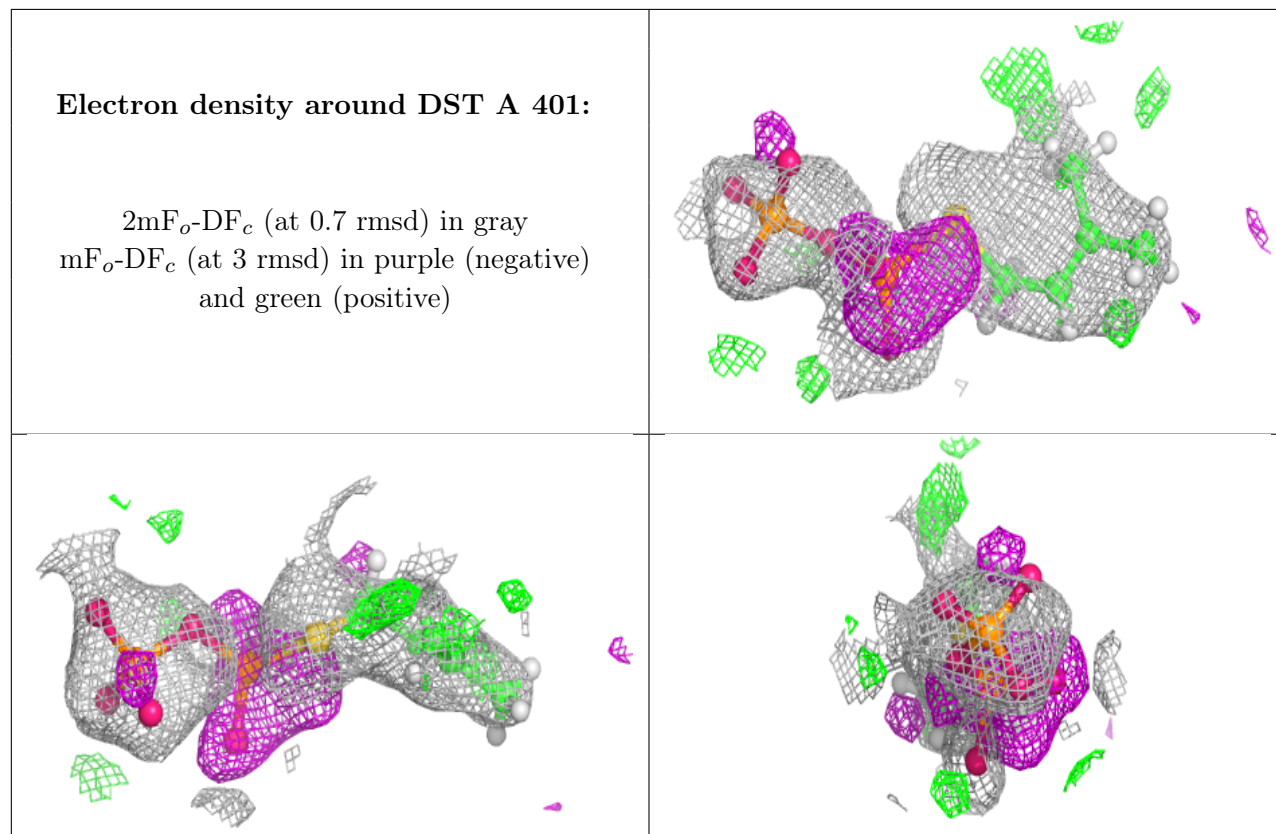 Electron density around DST A 401:
2mFₒ-DF𝒸 (at 0.7 rmsd) in gray
mFₒ-DF𝒸 (at 3 rmsd) in purple (negative)
and green (positive)